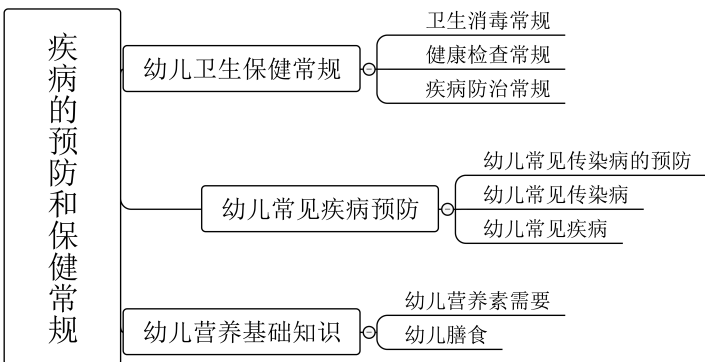 疾病的预防和保健常规
幼儿卫生保健常规
卫生消毒常规
健康检查常规
疾病防治常规
幼儿常见疾病预防
幼儿常见传染病的预防
幼儿常见传染病
幼儿常见疾病
幼儿营养基础知识
幼儿营养素需要
幼儿膳食